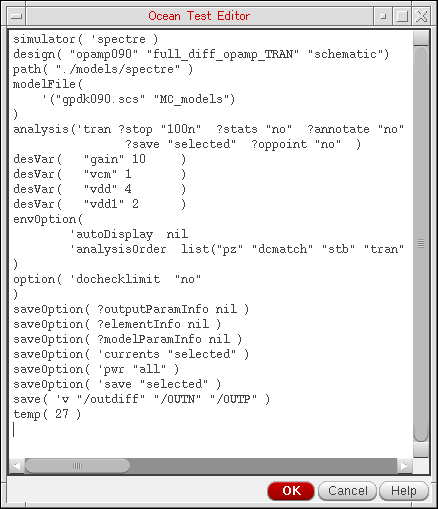 Ocean Test Editor
simulator( 'spectre )
design( "opamp090" "full_diff_opamp_TRAN" "schematic")
path( "./models/spectre" )
modelFile(
    '("gpdk090.scs" "MC_models")
)
analysis('tran ?stop "100n"  ?stats "no"  ?annotate "no"
               ?save "selected"  ?oppoint "no"  )
desVar(   "gain" 10     )
desVar(   "vcm" 1       )
desVar(   "vdd" 4       )
desVar(   "vdd1" 2      )
envOption(
        'autoDisplay  nil
        'analysisOrder  list("pz" "dcmatch" "stb" "tran"
)
option( 'dochecklimit  "no"
)
saveOption( ?outputParamInfo nil )
saveOption( ?elementInfo nil )
saveOption( ?modelParamInfo nil )
saveOption( 'currents "selected" )
saveOption( 'pwr "all" )
saveOption( 'save "selected" )
save( 'v "/outdiff" "/OUTN" "/OUTP" )
temp( 27 )
OK Cancel Help